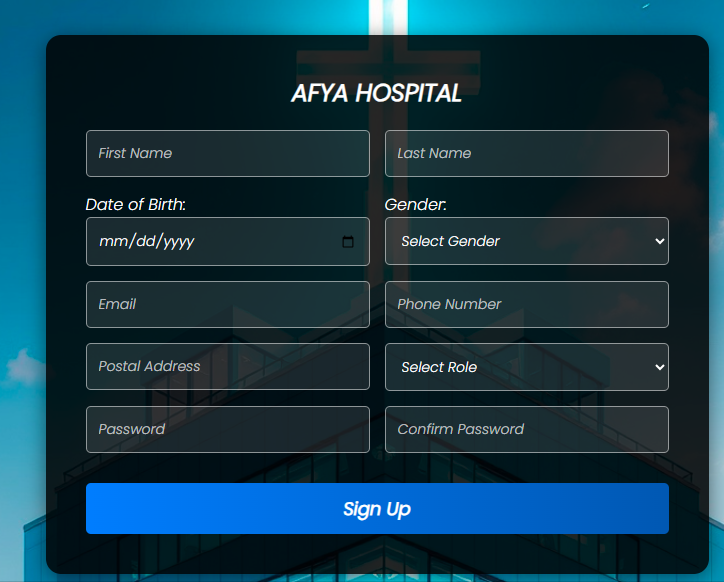 AFYA HOSPITAL
First Name
Last Name
Date of Birth:
Gender:
mm/dd/yyyy
Select Gender
Email
Phone Number
Postal Address
Select Role
Password
Confirm Password
Sign Up